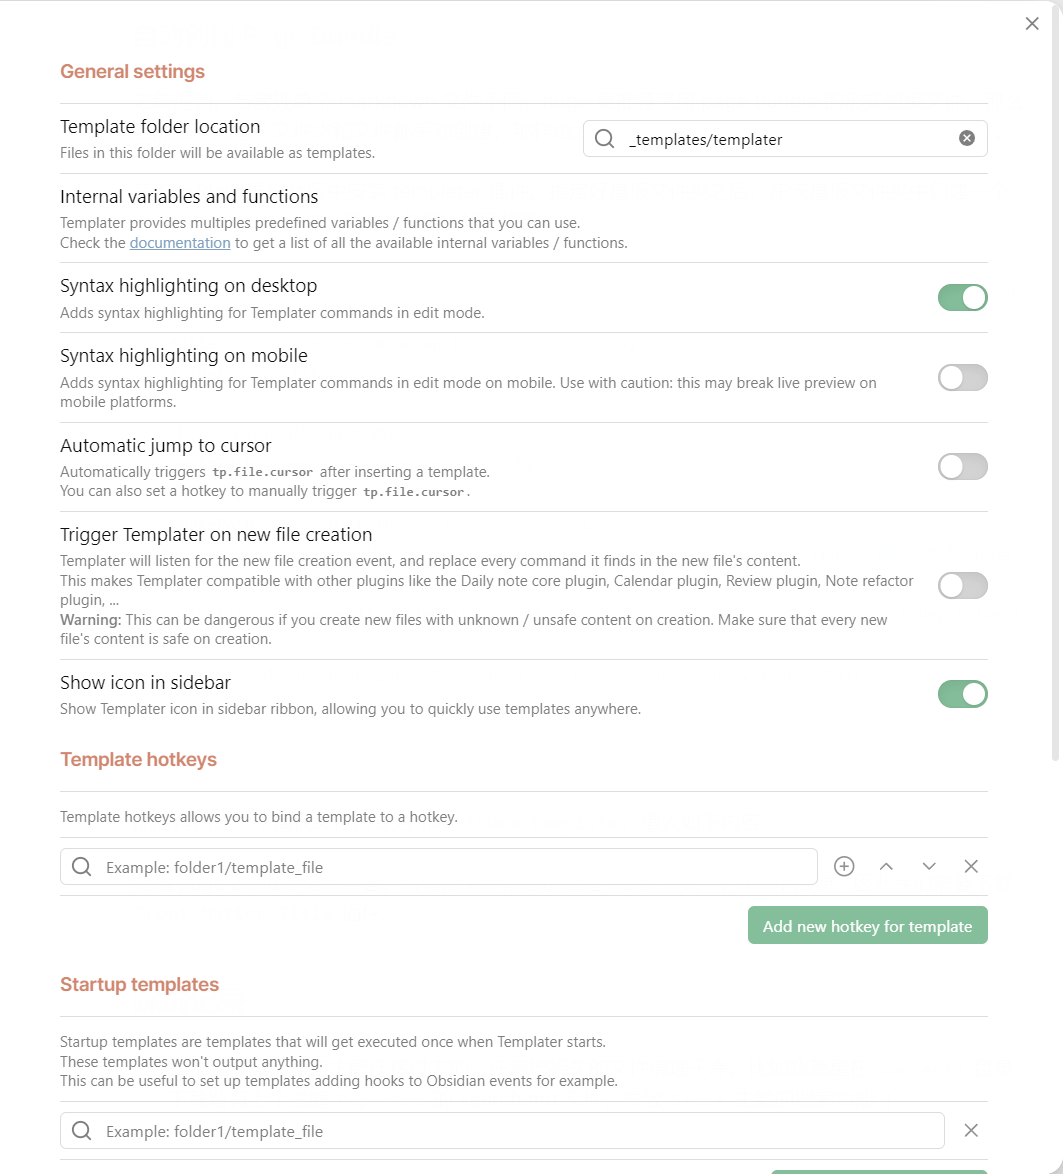 General settings
Template folder location
Files in this folder will be available as templates.
_templates/templater
Internal variables and functions
Templater provides multiples predefined variables / functions that you can use.
Check the documentation to get a list of all the available internal variables / functions.
Syntax highlighting on desktop
Adds syntax highlighting for Templater commands in edit mode.
Syntax highlighting on mobile
Adds syntax highlighting for Templater commands in edit mode on mobile. Use with caution: this may break live preview on
mobile platforms.
Automatic jump to cursor
Automatically triggers tp.file.cursor after inserting a template.
You can also set a hotkey to manually trigger tp.file.cursor.
Trigger Templater on new file creation
Templater will listen for the new file creation event, and replace every command it finds in the new file's content.
This makes Templater compatible with other plugins like the Daily note core plugin, Calendar plugin, Review plugin, Note refactor
plugin, ...
Warning: This can be dangerous if you create new files with unknown / unsafe content on creation. Make sure that every new
file's content is safe on creation.
Show icon in sidebar
Show Templater icon in sidebar ribbon, allowing you to quickly use templates anywhere.
Template hotkeys
Template hotkeys allows you to bind a template to a hotkey.
Example: folder1/template_file
Add new hotkey for template
Startup templates
Startup templates are templates that will get executed once when Templater starts.
These templates won't output anything.
This can be useful to set up templates adding hooks to Obsidian events for example.
Example: folder1/template_file